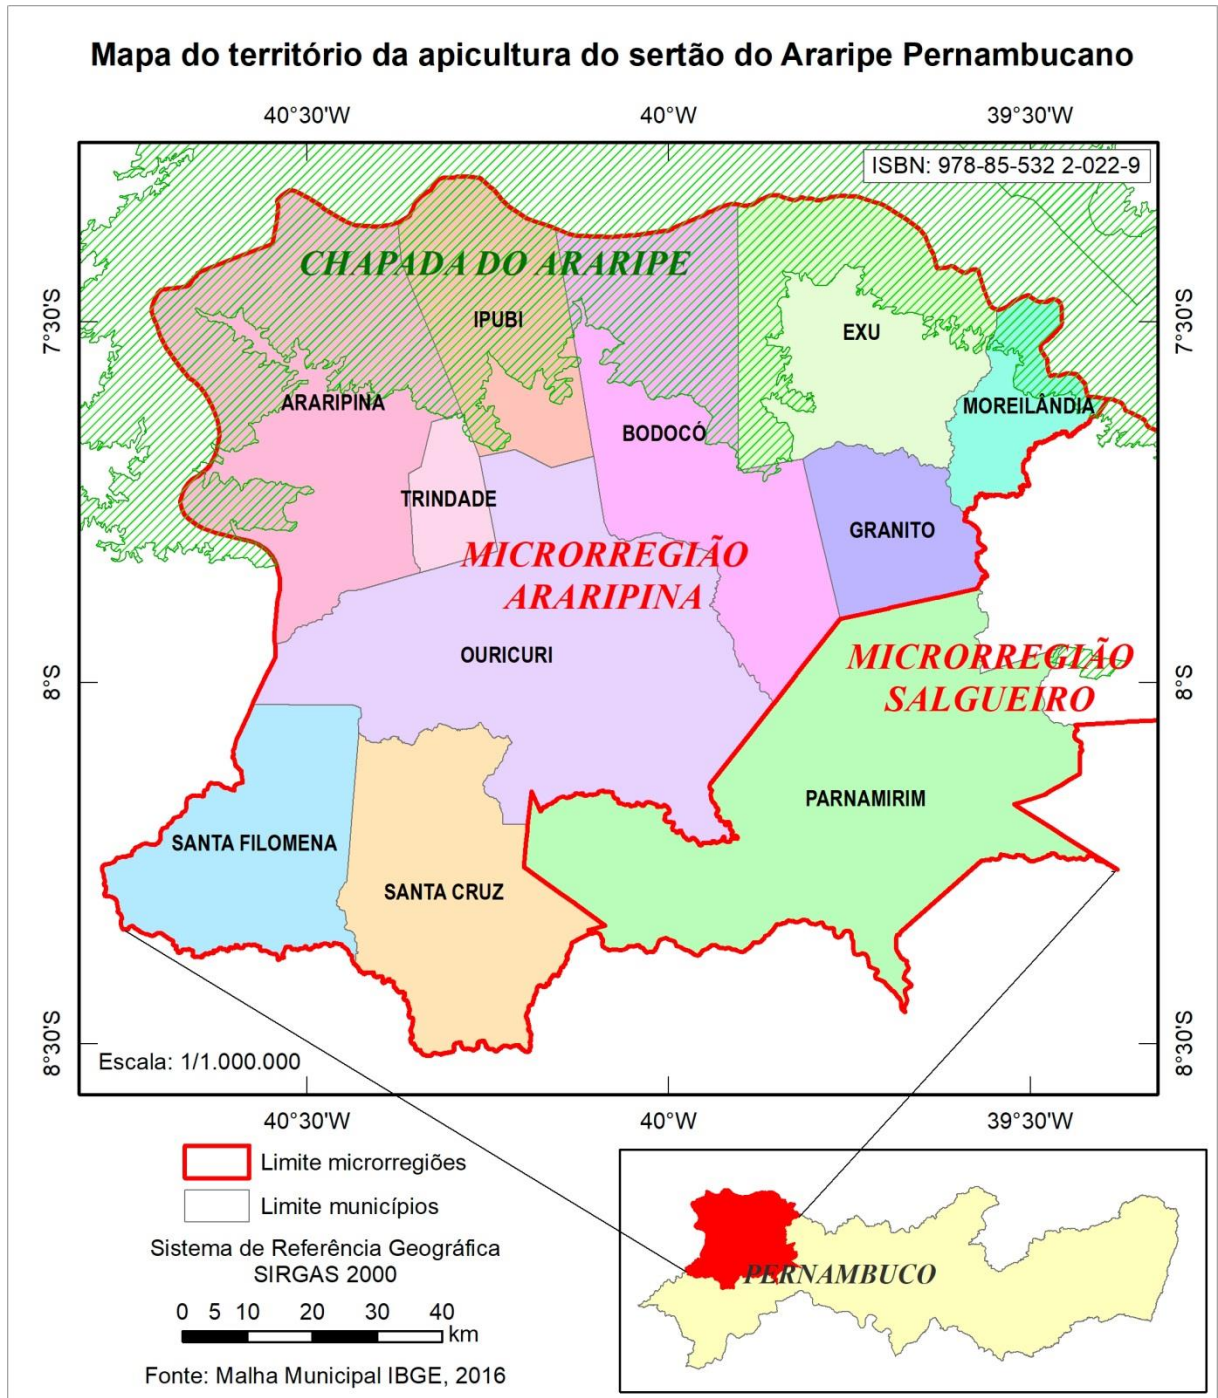 Mapa do território da apicultura do sertão do Araripe Pernambucano
40°30'W 40°W 39°30'W
ISBN: 978-85-532 2-022-9
CHAPADA DO ARARIPE
7°30'S
IPUBI
7°30'S
EXU
ARARIPINA
MOREILÂNDIA
BODOCÓ
TRINDADE
GRANITO
MICRORREGIÃO
ARARIPINA
OURICURI
MICRORREGIÃO
SALGUEIRO
8°S
8°S
PARNAMIRIM
SANTA FILOMENA
SANTA CRUZ
8°30'S
8°30'S
Escala: 1/1.000.000
40°30'W 40°W 39°30'W
Limite microrregiões
Limite municípios
Sistema de Referência Geográfica
SIRGAS 2000
0 5 10 20 30 40
km
Fonte: Malha Municipal IBGE, 2016
PERNAMBUCO